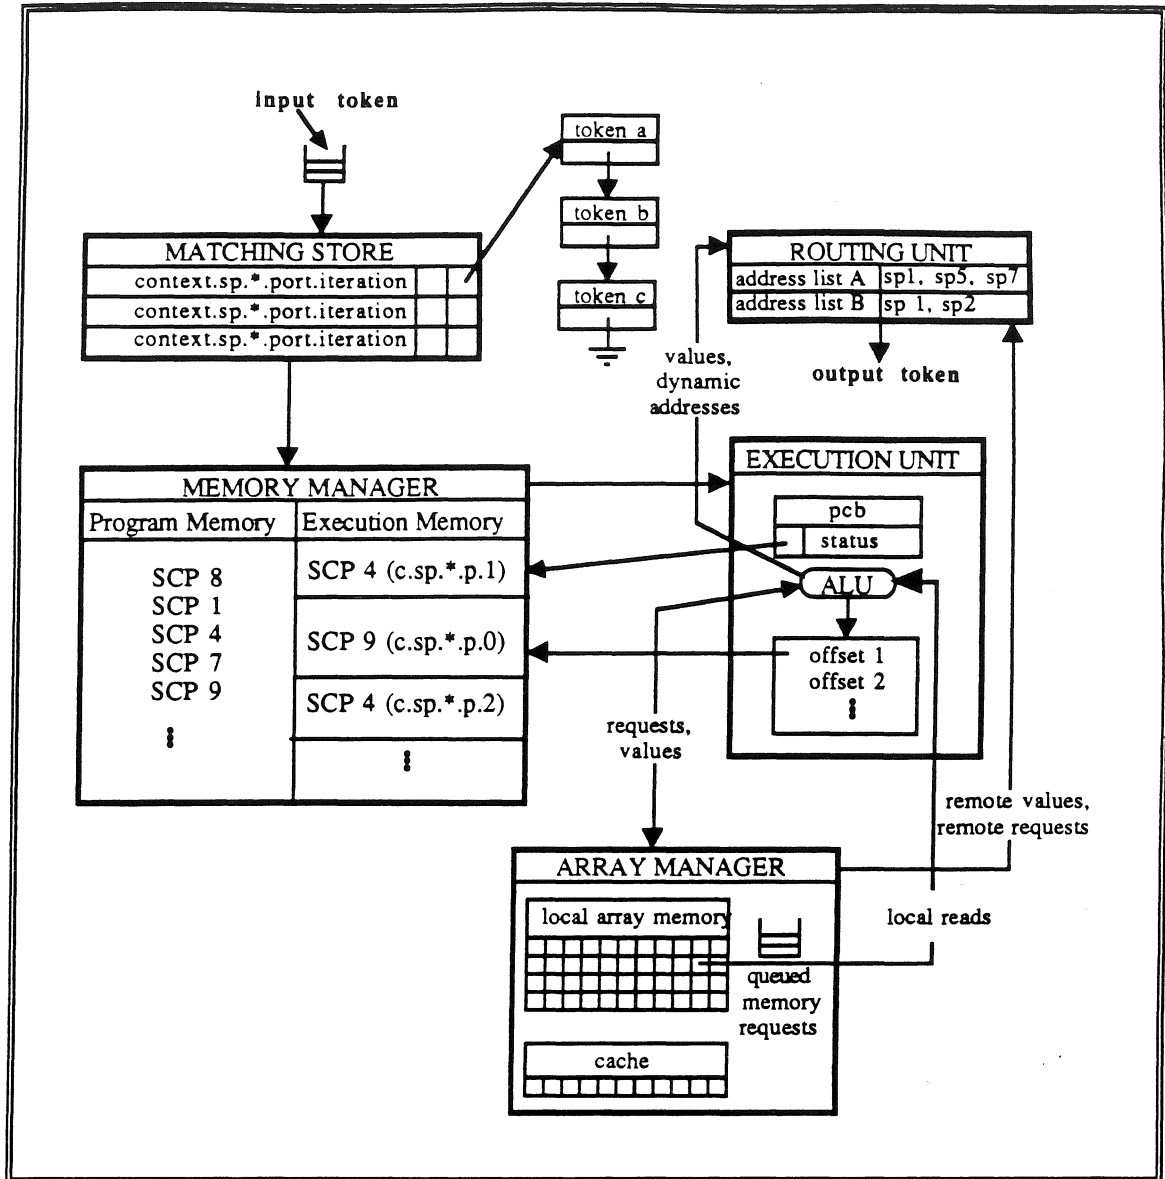 input token
token a
token b
token c
MATCHING STORE
context.sp.*.port.iteration
context.sp.*.port.iteration
context.sp.*.port.iteration
ROUTING UNIT
address list A sp1, sp5, sp7
address list B sp 1, sp2
output token
values,
dynamic
addresses
MEMORY MANAGER
Program Memory Execution Memory
SCP 8
SCP 1
SCP 4
SCP 7
SCP 9
SCP 4 (c.sp.*.p.1)
SCP 9 (c.sp.*.p.0)
SCP 4 (c.sp.*.p.2)
EXECUTION UNIT
pcb
status
ALU
offset 1
offset 2
requests,
values
remote values,
remote requests
ARRAY MANAGER
local array memory
queued
memory
requests
local reads
cache